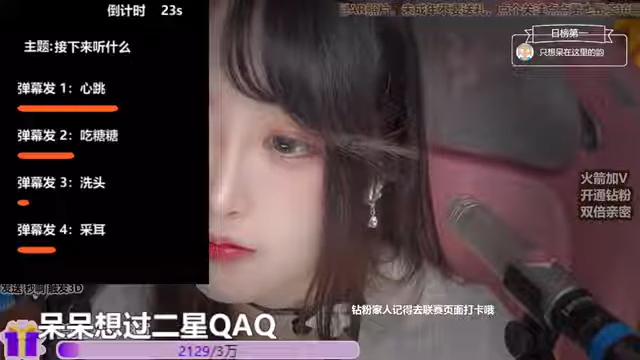 倒计时 23s
主题:接下来听什么
弹幕发 1：心跳
弹幕发 2：吃糖糖
弹幕发 3：洗头
弹幕发 4：采耳
日榜第一
只想呆在这里的韵
火箭加V
开通钻粉
双倍亲密
钻粉家人记得去联赛页面打卡哦
呆呆想过二星QAQ
2129/3万